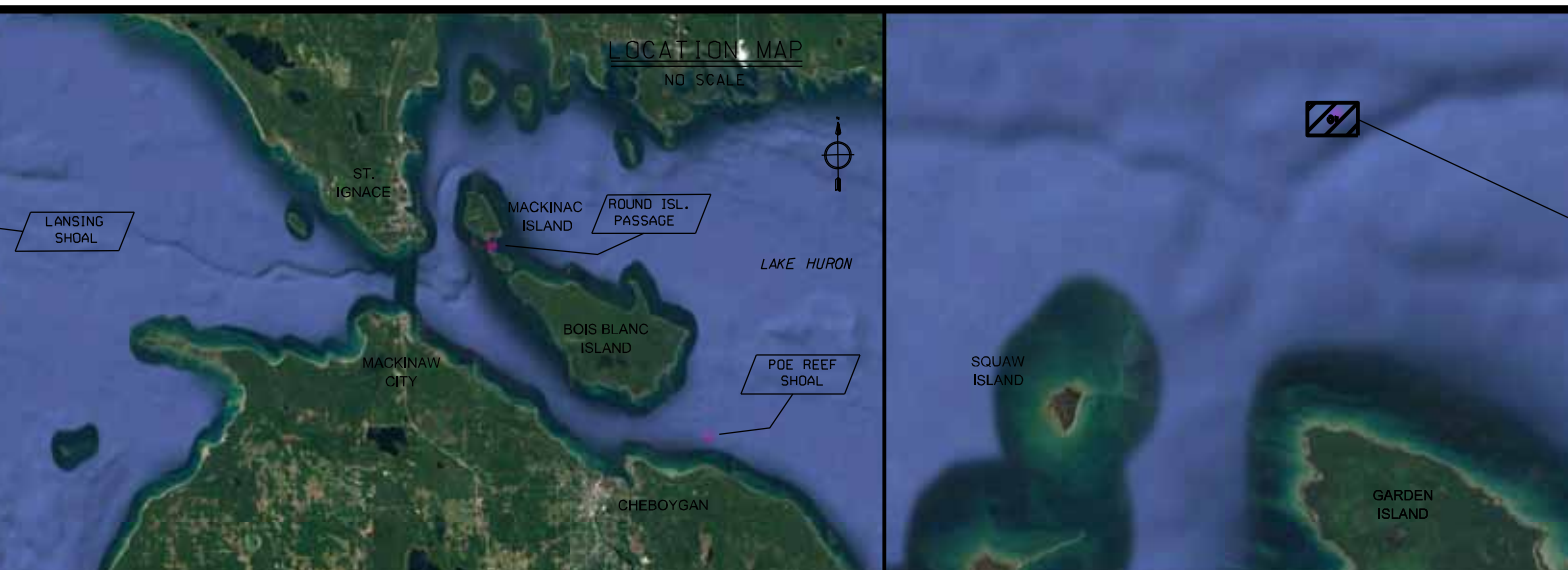 LOCATION MAP
NO SCALE
ST.
IGNACE
LANSING
SHOAL
MACKINAC
ISLAND
ROUND ISL.
PASSAGE
LAKE HURON
BOIS BLANC
ISLAND
MACKINAW
CITY
POE REEF
SHOAL
CHEBOYGAN
SQUAW
ISLAND
GARDEN
ISLAND